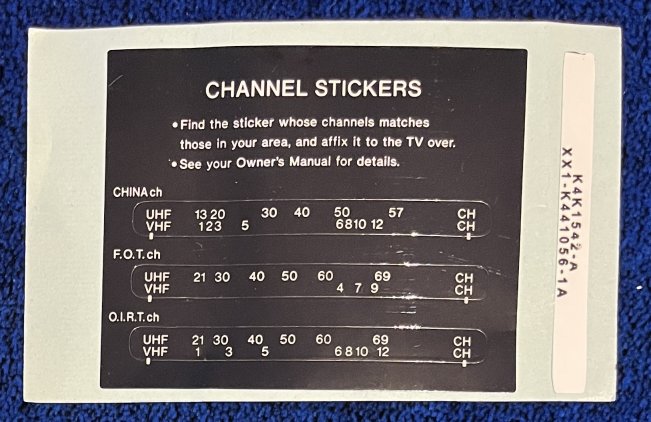 CHANNEL STICKERS
• Find the sticker whose channels matches
those in your area, and affix it to the TV over.
• See your Owner's Manual for details.
CHINA ch
UHF 13 20 30 40 50 57 CH
VHF 1 2 3 5 6 8 10 12 CH
F.O.T. ch
UHF 21 30 40 50 60 69 CH
VHF 4 7 9 CH
O.I.R.T. ch
UHF 21 30 40 50 60 69 CH
VHF 1 3 5 6 8 10 12 CH
K4K1542-A
XX1-K441056-1A